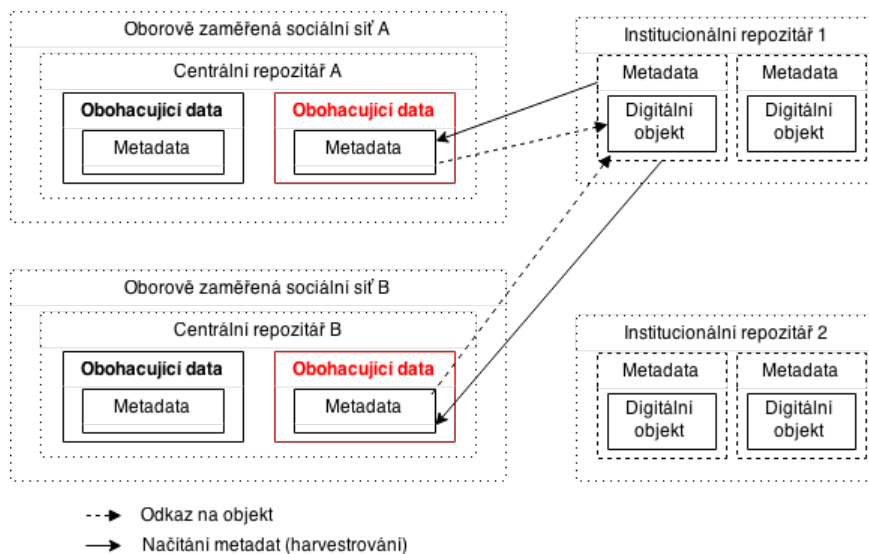 Oborově zaměřená sociální síť A
Centrální repozitář A
Obohacující data
Metadata
Obohacující data
Metadata
Institucionální repozitář 1
Metadata
Digitální
objekt
Metadata
Digitální
objekt
Oborově zaměřená sociální síť B
Centrální repozitář B
Obohacující data
Metadata
Obohacující data
Metadata
Institucionální repozitář 2
Metadata
Digitální
objekt
Metadata
Digitální
objekt
Odkaz na objekt
Načítání metadat (harvestrování)